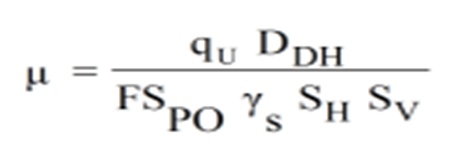 μ = q_U D_DH / FS_PO γ_s S_H S_V